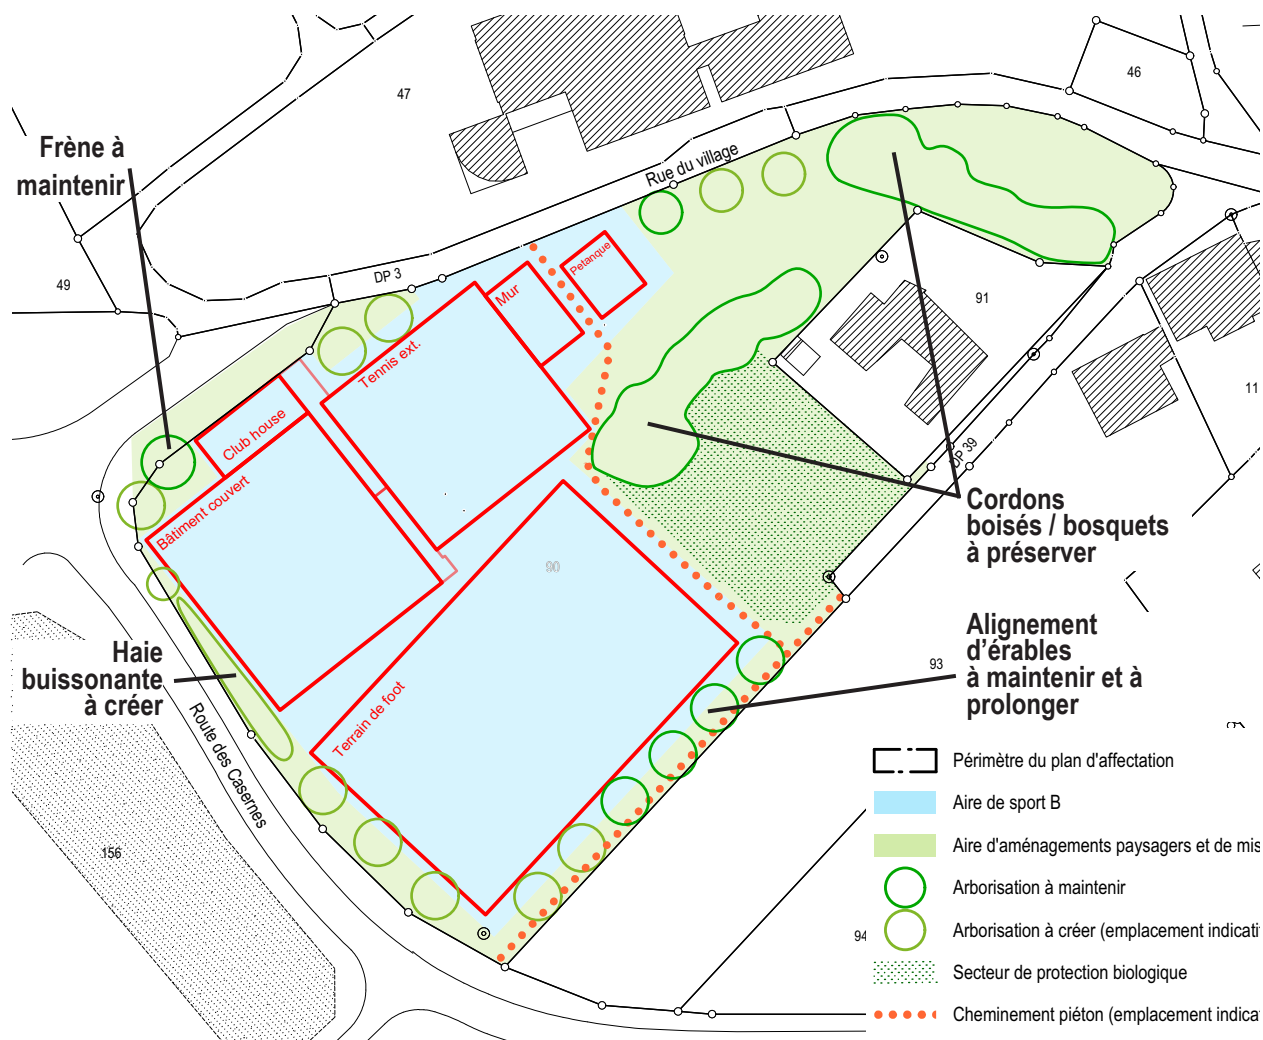 46
47
Frène à
maintenir
Rue du village
DP 3
49
Petanque
Mur
91
Tennis ext.
11
Club house
Bâtiment couvert
DP 39
Cordons
boisés / bosquets
à préserver
90
Alignement
d'érables
à maintenir et à
prolonger
93
Haie
buissonante
à créer
Terrain de foot
Route des Casernes
156
94
Périmètre du plan d'affectation
Aire de sport B
Aire d'aménagements paysagers et de mis
Arborisation à maintenir
Arborisation à créer (emplacement indicati
Secteur de protection biologique
Cheminement piéton (emplacement indica